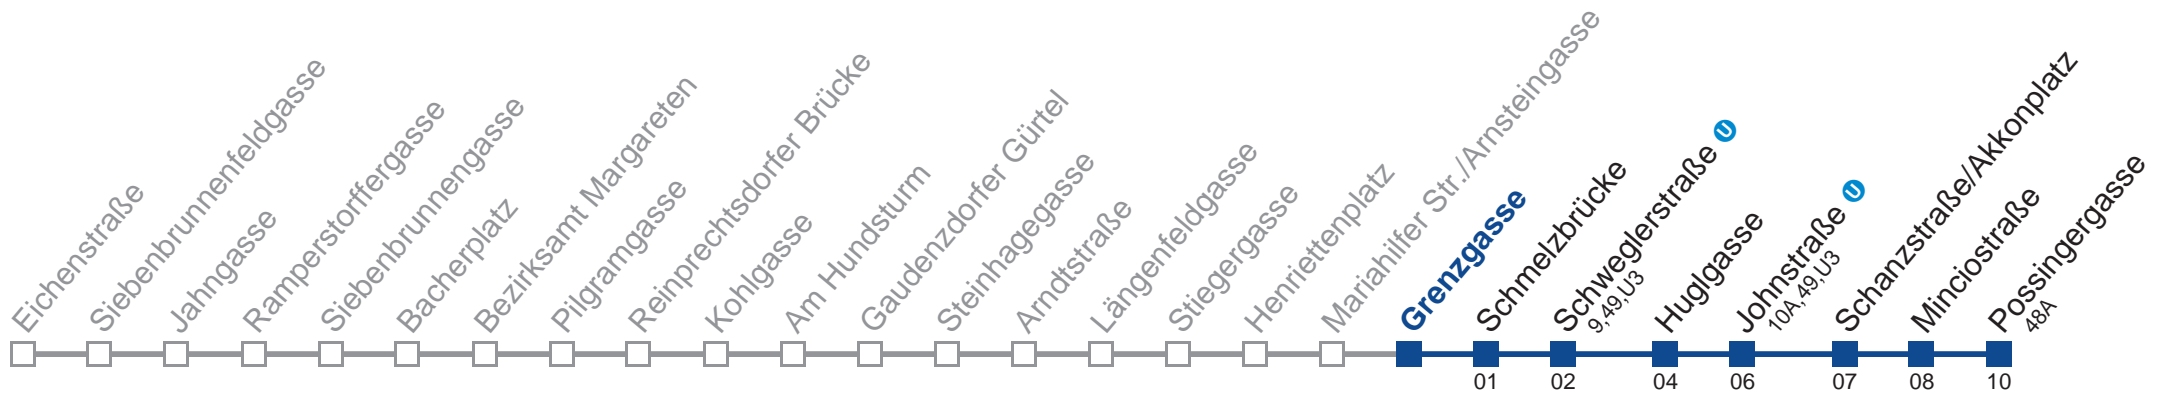 Eichenstraße
Siebenbrunnenfeldgasse
Jahngasse
Ramperstorffergasse
Siebenbrunnengasse
Bacherplatz
Bezirksamt Margareten
Pilgramgasse
Reinprechtsdorfer Brücke
Kohlgasse
Am Hundsturm
Gaudenzdorfer Gürtel
Steinhagegasse
Arndtstraße
Längenfeldgasse
Stiegergasse
Henriettenplatz
Mariahilfer Str./Arnsteingasse
Grenzgasse
Schmelzbrücke
01
Schweglerstraße U
9,49,U3
02
Huglgasse
04
Johnstraße U
10A, 49,U3
06
Schanzstraße/Akkonplatz
07
Minciostraße
08
Possingergasse
48A
10